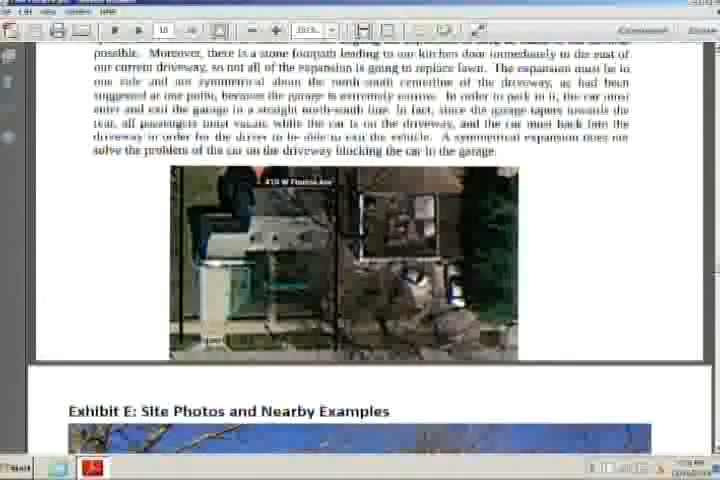 possible. Moreover, there is a stone footpath leading to our kitchen door immediately to the east of
our current driveway, so not all of the expansion is going to replace lawn. The expansion must be to
one side and not symmetrical about the north-south centerline of the driveway, as had been
suggested at one point, because the garage is extremely narrow. In order to park in it, the car must
enter and exit the garage in a straight north-south line. In fact, since the garage tapers towards the
rear, all passengers must vacate while the car is on the driveway, and the car must back into the
driveway in order for the driver to be able to exit the vehicle. A symmetrical expansion does not
solve the problem of the car on the driveway blocking the car in the garage.
Exhibit E: Site Photos and Nearby Examples
Start